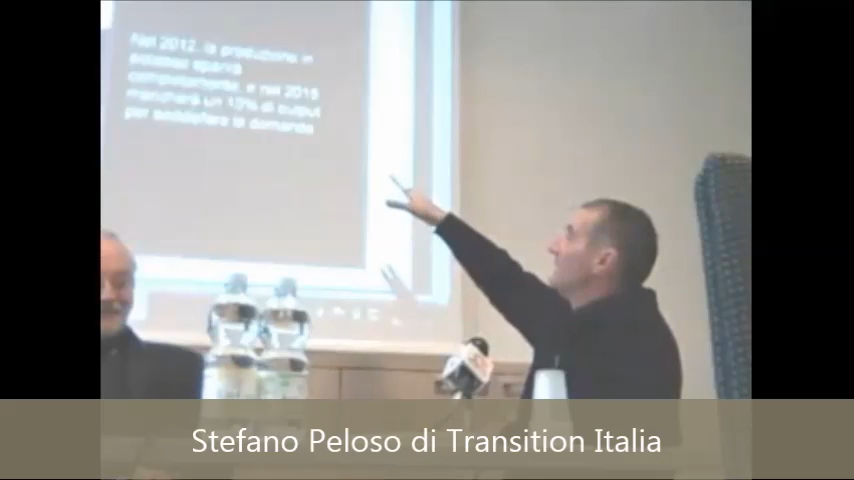 Nel 2012, la produzione in
completamente, e nel 2015
mancherà un 10% di output
per soddisfare la domanda
Stefano Peloso di Transition Italia